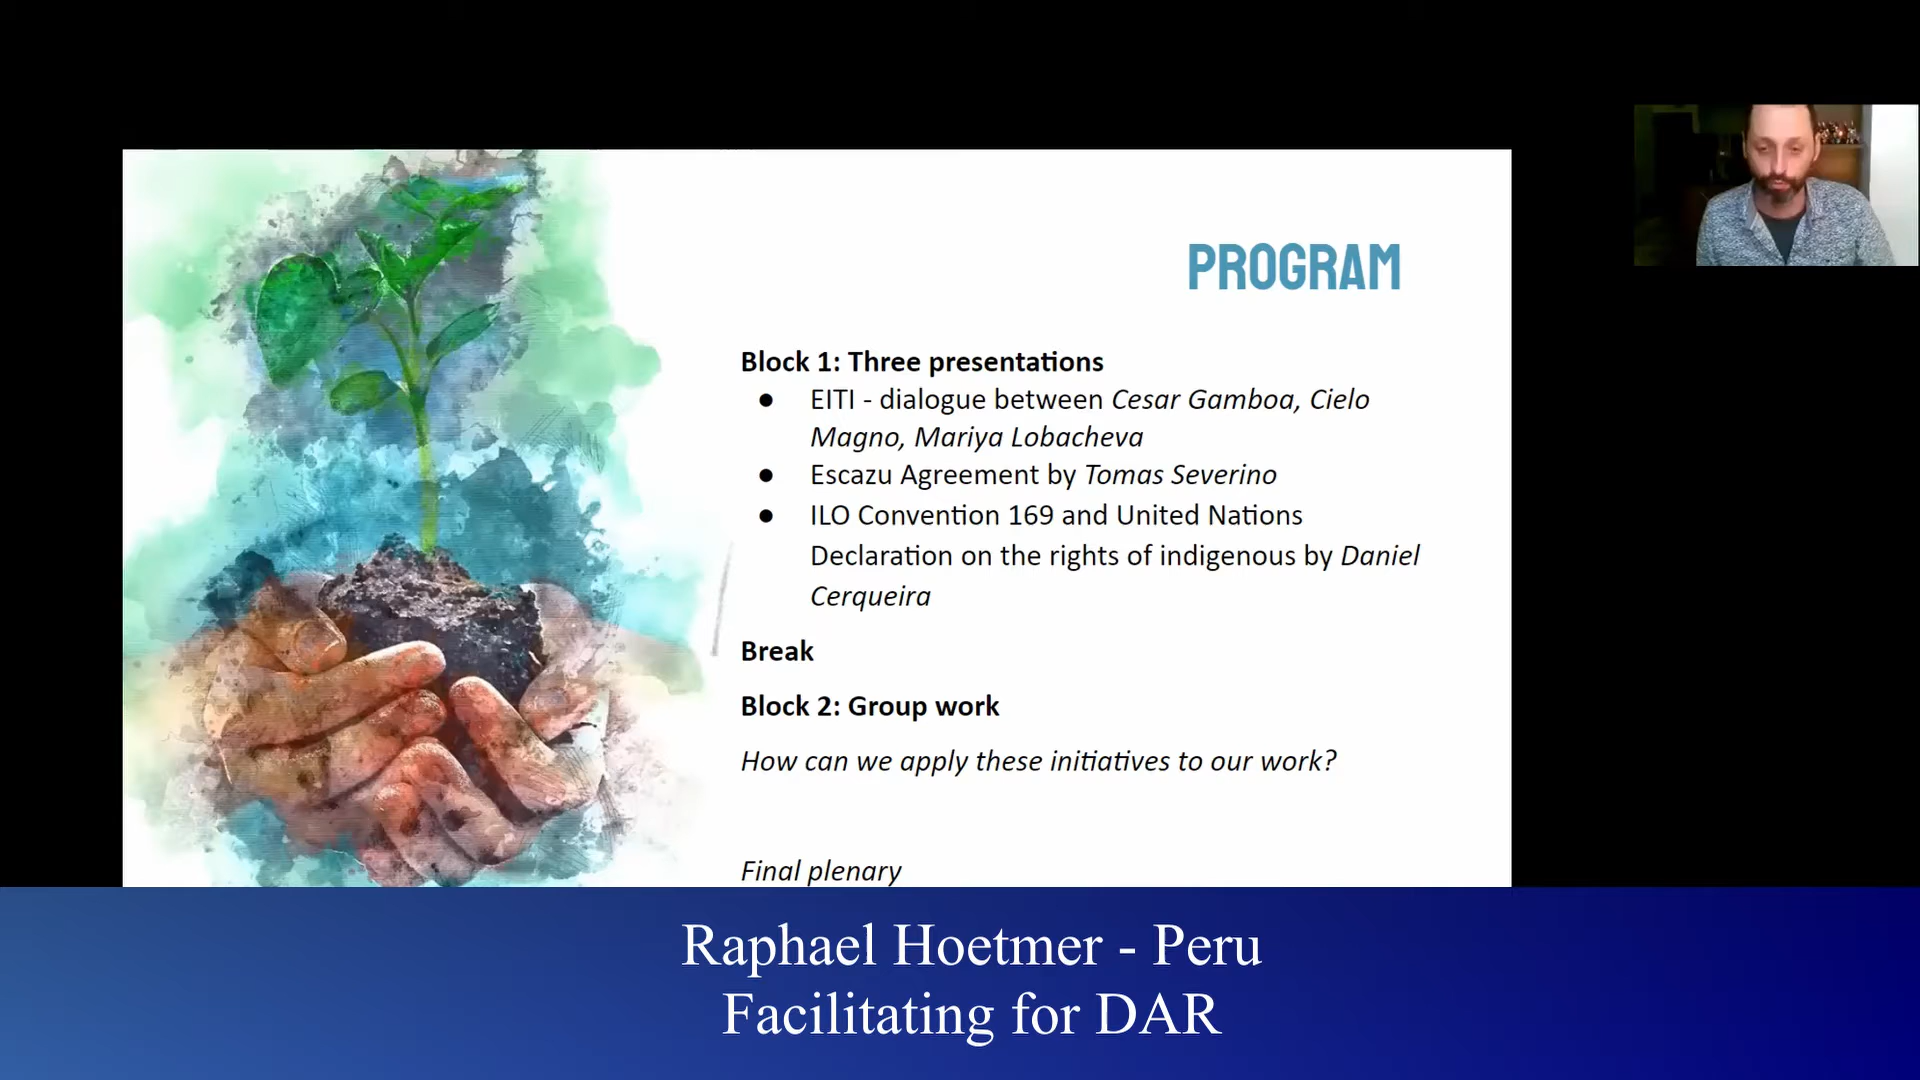 PROGRAM
Block 1: Three presentations
● EITI - dialogue between Cesar Gamboa, Cielo
Magno, Mariya Lobacheva
● Escazu Agreement by Tomas Severino
● ILO Convention 169 and United Nations
Declaration on the rights of indigenous by Daniel
Cerqueira
Break
Block 2: Group work
How can we apply these initiatives to our work?
Final plenary
Raphael Hoetmer - Peru
Facilitating for DAR